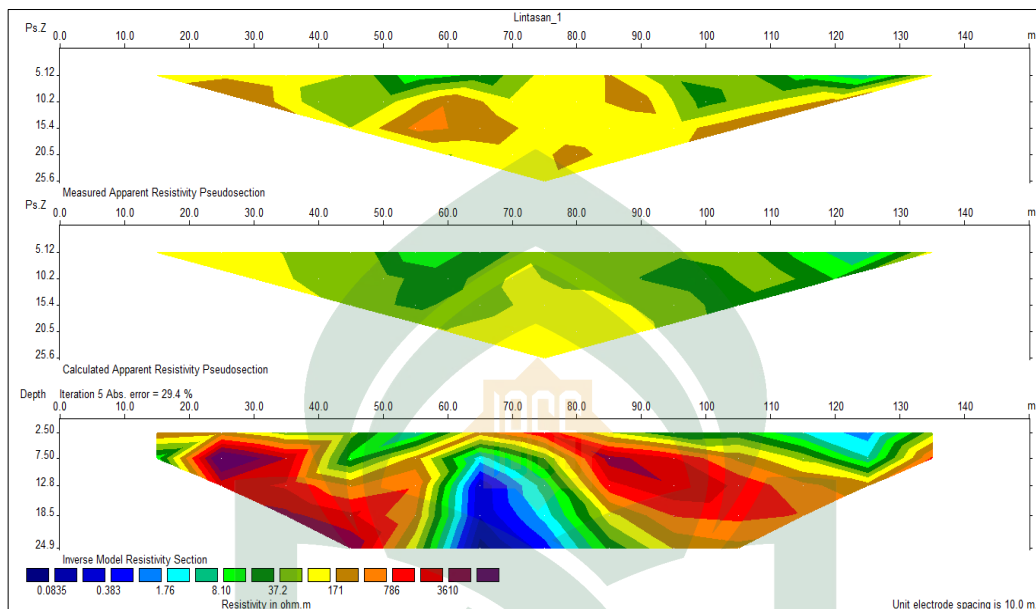 Lintasan_1
Ps.Z 0.0 10.0 20.0 30.0 40.0 50.0 60.0 70.0 80.0 90.0 100 110 120 130 140 m
5.12
10.2
15.4
20.5
25.6
Measured Apparent Resistivity Pseudosection
Ps.Z 0.0 10.0 20.0 30.0 40.0 50.0 60.0 70.0 80.0 90.0 100 110 120 130 140 m
5.12
10.2
15.4
20.5
25.6
Calculated Apparent Resistivity Pseudosection
Depth Iteration 5 Abs. error = 29.4 %
0.0 10.0 20.0 30.0 40.0 50.0 60.0 70.0 80.0 90.0 100 110 120 130 140 m
2.50
7.50
12.8
18.5
24.9
Inverse Model Resistivity Section
0.0835 0.383 1.76 8.10 37.2 171 786 3610
Resistivity in ohm.m Unit electrode spacing is 10.0 m